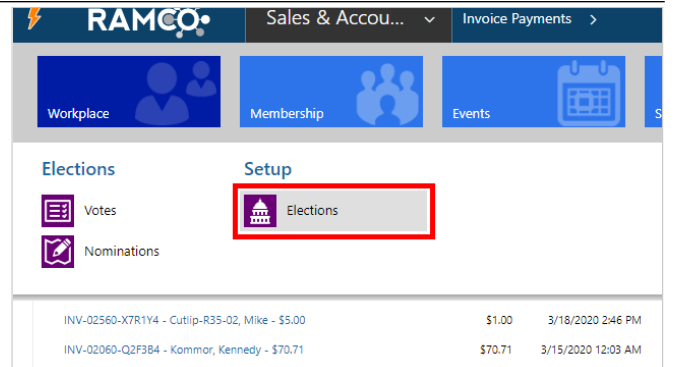 RAMCO Sales & Accou... Invoice Payments >
Workplace Membership Events S
Elections Setup
Votes Elections
Nominations
INV-02560-X7R1Y4 - Cutlip-R35-02, Mike - $5.00 $1.00 3/18/2020 2:46 PM
INV-02060-Q2F3B4 - Kommor, Kennedy - $70.71 $70.71 3/15/2020 12:03 AM